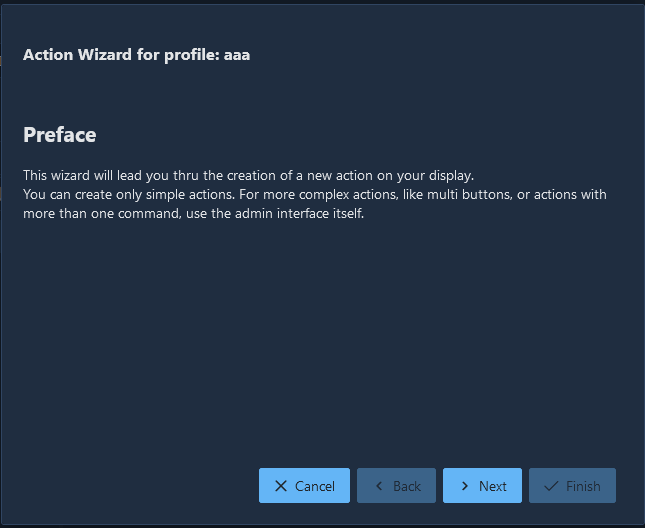 Action Wizard for profile: aaa
Preface
This wizard will lead you thru the creation of a new action on your display.
You can create only simple actions. For more complex actions, like multi buttons, or actions with
more than one command, use the admin interface itself.
Cancel Back Next Finish